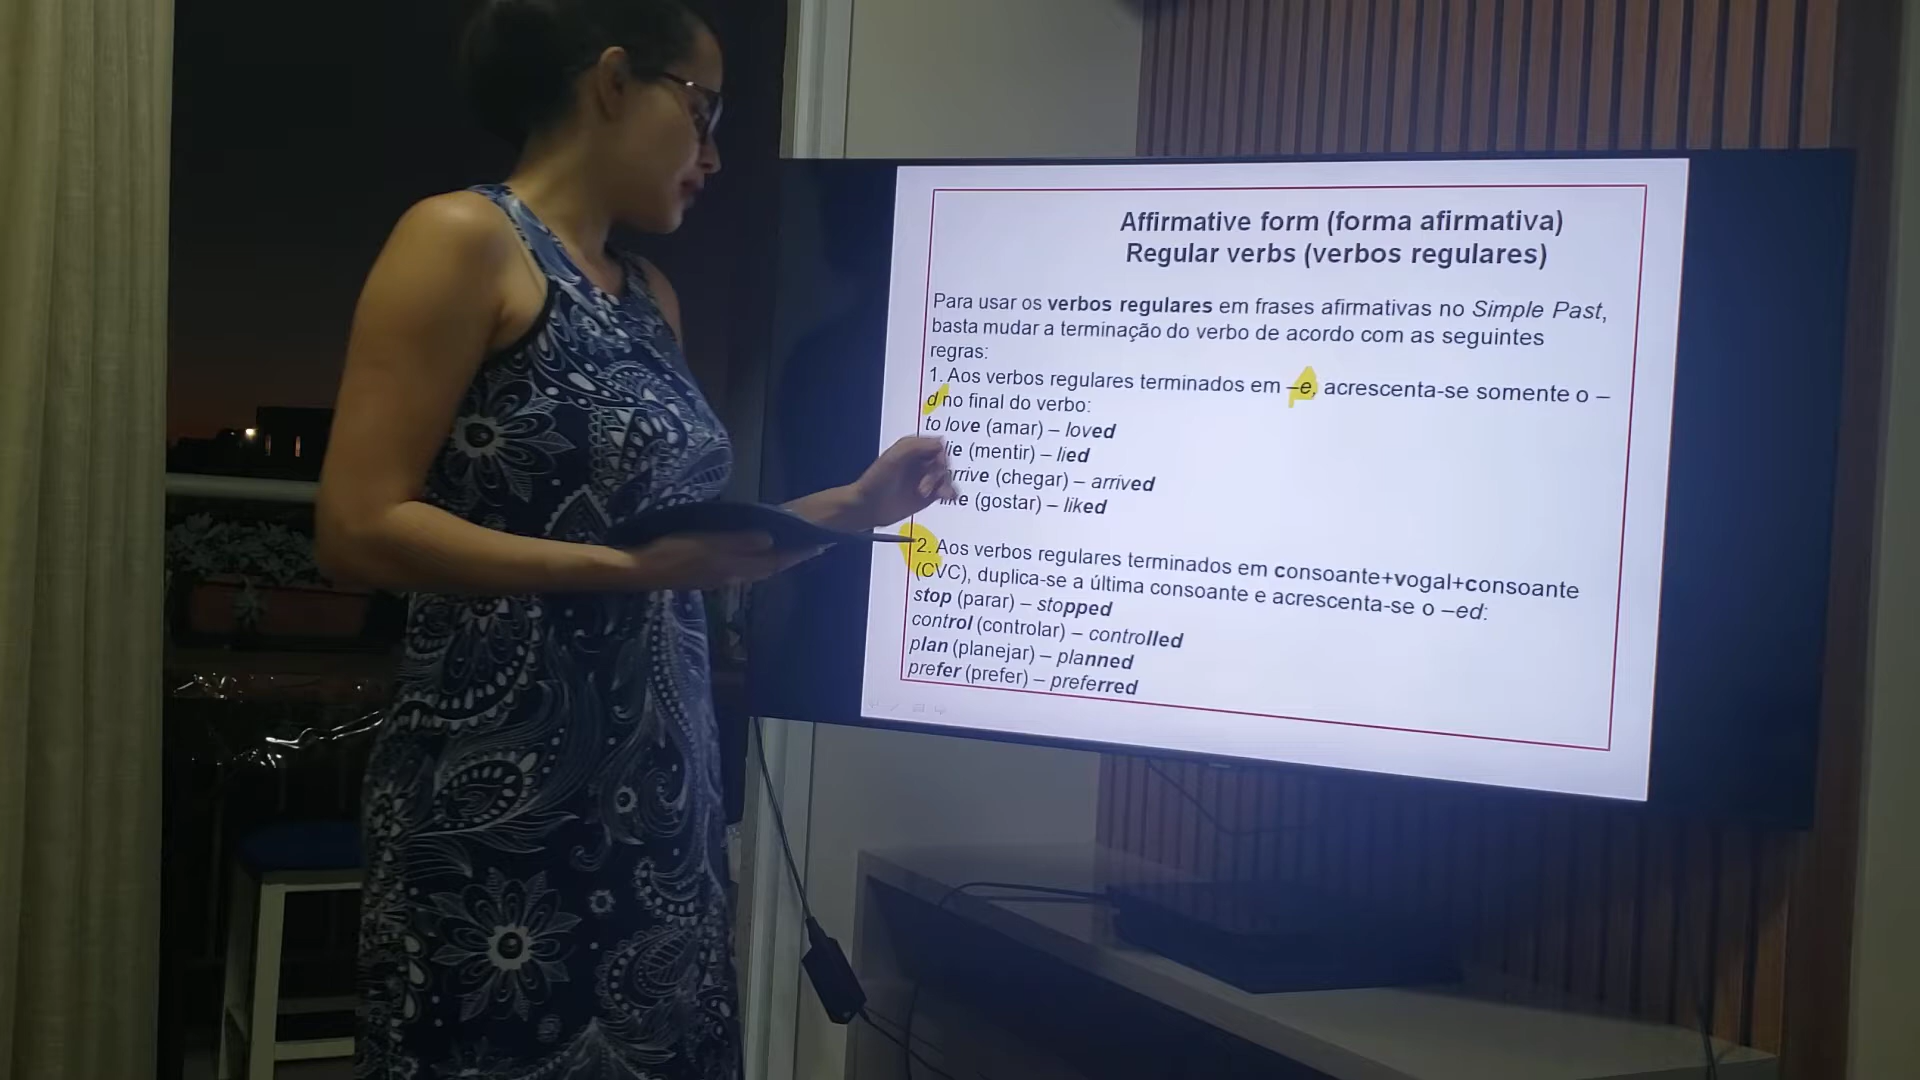 Affirmative form (forma afirmativa)
Regular verbs (verbos regulares)
Para usar os verbos regulares em frases afirmativas no Simple Past,
basta mudar a terminação do verbo de acordo com as seguintes
regras:
1. Aos verbos regulares terminados em –e, acrescenta-se somente o –
d no final do verbo:
to love (amar) – loved
lie (mentir) – lied
arrive (chegar) – arrived
like (gostar) – liked
2. Aos verbos regulares terminados em consoante+vogal+consoante
(CVC), duplica-se a última consoante e acrescenta-se o –ed:
stop (parar) – stopped
control (controlar) – controlled
plan (planejar) – planned
prefer (prefer) – preferred